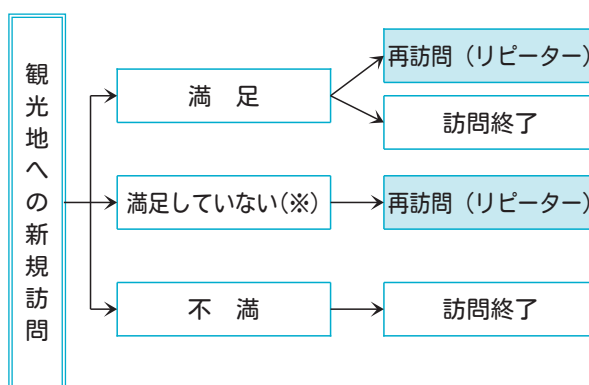 観光地への新規訪問
満　足
再訪問（リピーター）
訪問終了
満足していない(※)
再訪問（リピーター）
不　満
訪問終了